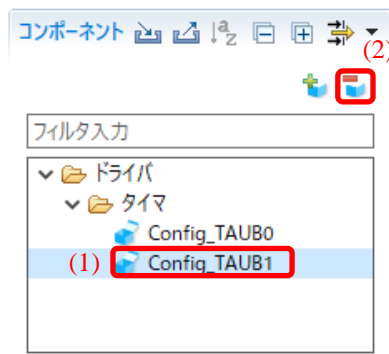 コンポーネント
(2)
フィルタ入力
ドライバ
タイマ
Config_TAUB0
(1) Config_TAUB1